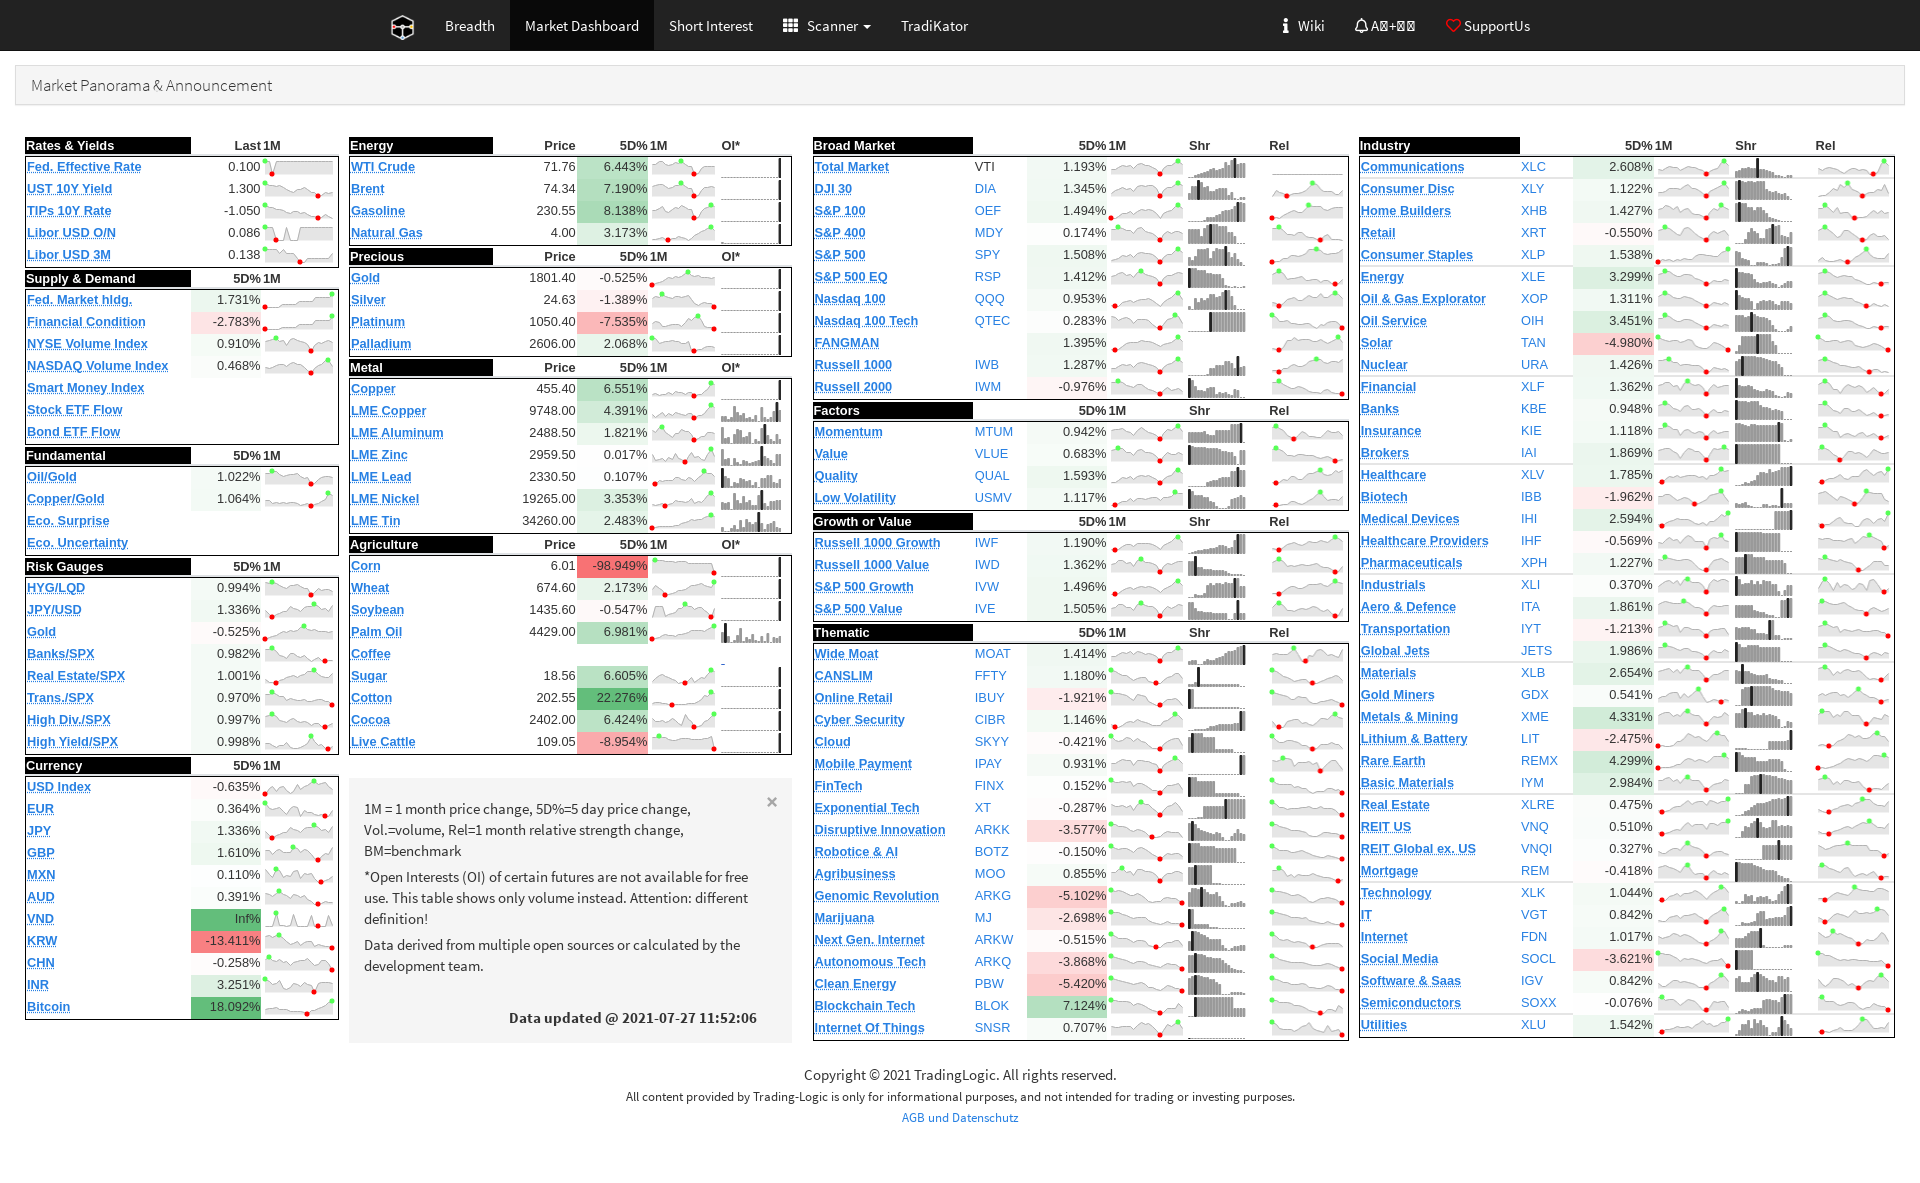 Breadth
Market Dashboard
Short Interest
Scanner
TradiKator
Wiki
SupportUs
Market Panorama & Announcement
Rates & Yields Last 1M
Fed. Effective Rate 0.100
UST 10Y Yield 1.300
TIPs 10Y Rate -1.050
Libor USD O/N 0.086
Libor USD 3M 0.138
Supply & Demand 5D% 1M
Fed. Market hldg. 1.731%
Financial Condition -2.783%
NYSE Volume Index 0.910%
NASDAQ Volume Index 0.468%
Smart Money Index
Stock ETF Flow
Bond ETF Flow
Fundamental 5D% 1M
Oil/Gold 1.022%
Copper/Gold 1.064%
Eco. Surprise
Eco. Uncertainty
Risk Gauges 5D% 1M
HYG/LQD 0.994%
JPY/USD 1.336%
Gold -0.525%
Banks/SPX 0.982%
Real Estate/SPX 1.001%
Trans./SPX 0.970%
High Div./SPX 0.997%
High Yield/SPX 0.998%
Currency 5D% 1M
USD Index -0.635%
EUR 0.364%
JPY 1.336%
GBP 1.610%
MXN 0.110%
AUD 0.391%
VND Inf%
KRW -13.411%
CHN -0.258%
INR 3.251%
Bitcoin 18.092%
Energy Price 5D% 1M OI*
WTI Crude 71.76 6.443%
Brent 74.34 7.190%
Gasoline 230.55 8.138%
Natural Gas 4.00 3.173%
Precious Price 5D% 1M OI*
Gold 1801.40 -0.525%
Silver 24.63 -1.389%
Platinum 1050.40 -7.535%
Palladium 2606.00 2.068%
Metal Price 5D% 1M OI*
Copper 455.40 6.551%
LME Copper 9748.00 4.391%
LME Aluminum 2488.50 1.821%
LME Zinc 2959.50 0.017%
LME Lead 2330.50 0.107%
LME Nickel 19265.00 3.353%
LME Tin 34260.00 2.483%
Agriculture Price 5D% 1M OI*
Corn 6.01 -98.949%
Wheat 674.60 2.173%
Soybean 1435.60 -0.547%
Palm Oil 4429.00 6.981%
Coffee -
Sugar 18.56 6.605%
Cotton 202.55 22.276%
Cocoa 2402.00 6.424%
Live Cattle 109.05 -8.954%
×
1M = 1 month price change, 5D%=5 day price change,
Vol.=volume, Rel=1 month relative strength change,
BM=benchmark
*Open Interests (OI) of certain futures are not available for free
use. This table shows only volume instead. Attention: different
definition!
Data derived from multiple open sources or calculated by the
development team.
Data updated @ 2021-07-27 11:52:06
Broad Market 5D% 1M Shr Rel
Total Market VTI 1.193%
DJI 30 DIA 1.345%
S&P 100 OEF 1.494%
S&P 400 MDY 0.174%
S&P 500 SPY 1.508%
S&P 500 EQ RSP 1.412%
Nasdaq 100 QQQ 0.953%
Nasdaq 100 Tech QTEC 0.283%
FANGMAN 1.395%
Russell 1000 IWB 1.287%
Russell 2000 IWM -0.976%
Factors 5D% 1M Shr Rel
Momentum MTUM 0.942%
Value VLUE 0.683%
Quality QUAL 1.593%
Low Volatility USMV 1.117%
Growth or Value 5D% 1M Shr Rel
Russell 1000 Growth IWF 1.190%
Russell 1000 Value IWD 1.362%
S&P 500 Growth IVW 1.496%
S&P 500 Value IVE 1.505%
Thematic 5D% 1M Shr Rel
Wide Moat MOAT 1.414%
CANSLIM FFTY 1.180%
Online Retail IBUY -1.921%
Cyber Security CIBR 1.146%
Cloud SKYY -0.421%
Mobile Payment IPAY 0.931%
FinTech FINX 0.152%
Exponential Tech XT -0.287%
Disruptive Innovation ARKK -3.577%
Robotice & AI BOTZ -0.150%
Agribusiness MOO 0.855%
Genomic Revolution ARKG -5.102%
Marijuana MJ -2.698%
Next Gen. Internet ARKW -0.515%
Autonomous Tech ARKQ -3.868%
Clean Energy PBW -5.420%
Blockchain Tech BLOK 7.124%
Internet Of Things SNSR 0.707%
Industry 5D% 1M Shr Rel
Communications XLC 2.608%
Consumer Disc XLY 1.122%
Home Builders XHB 1.427%
Retail XRT -0.550%
Consumer Staples XLP 1.538%
Energy XLE 3.299%
Oil & Gas Explorator XOP 1.311%
Oil Service OIH 3.451%
Solar TAN -4.980%
Nuclear URA 1.426%
Financial XLF 1.362%
Banks KBE 0.948%
Insurance KIE 1.118%
Brokers IAI 1.869%
Healthcare XLV 1.785%
Biotech IBB -1.962%
Medical Devices IHI 2.594%
Healthcare Providers IHF -0.569%
Pharmaceuticals XPH 1.227%
Industrials XLI 0.370%
Aero & Defence ITA 1.861%
Transportation IYT -1.213%
Global Jets JETS 1.986%
Materials XLB 2.654%
Gold Miners GDX 0.541%
Metals & Mining XME 4.331%
Lithium & Battery LIT -2.475%
Rare Earth REMX 4.299%
Basic Materials IYM 2.984%
Real Estate XLRE 0.475%
REIT US VNQ 0.510%
REIT Global ex. US VNQI 0.327%
Mortgage REM -0.418%
Technology XLK 1.044%
IT VGT 0.842%
Internet FDN 1.017%
Social Media SOCL -3.621%
Software & Saas IGV 0.842%
Semiconductors SOXX -0.076%
Utilities XLU 1.542%
Copyright © 2021 TradingLogic. All rights reserved.
All content provided by Trading-Logic is only for informational purposes, and not intended for trading or investing purposes.
AGB und Datenschutz